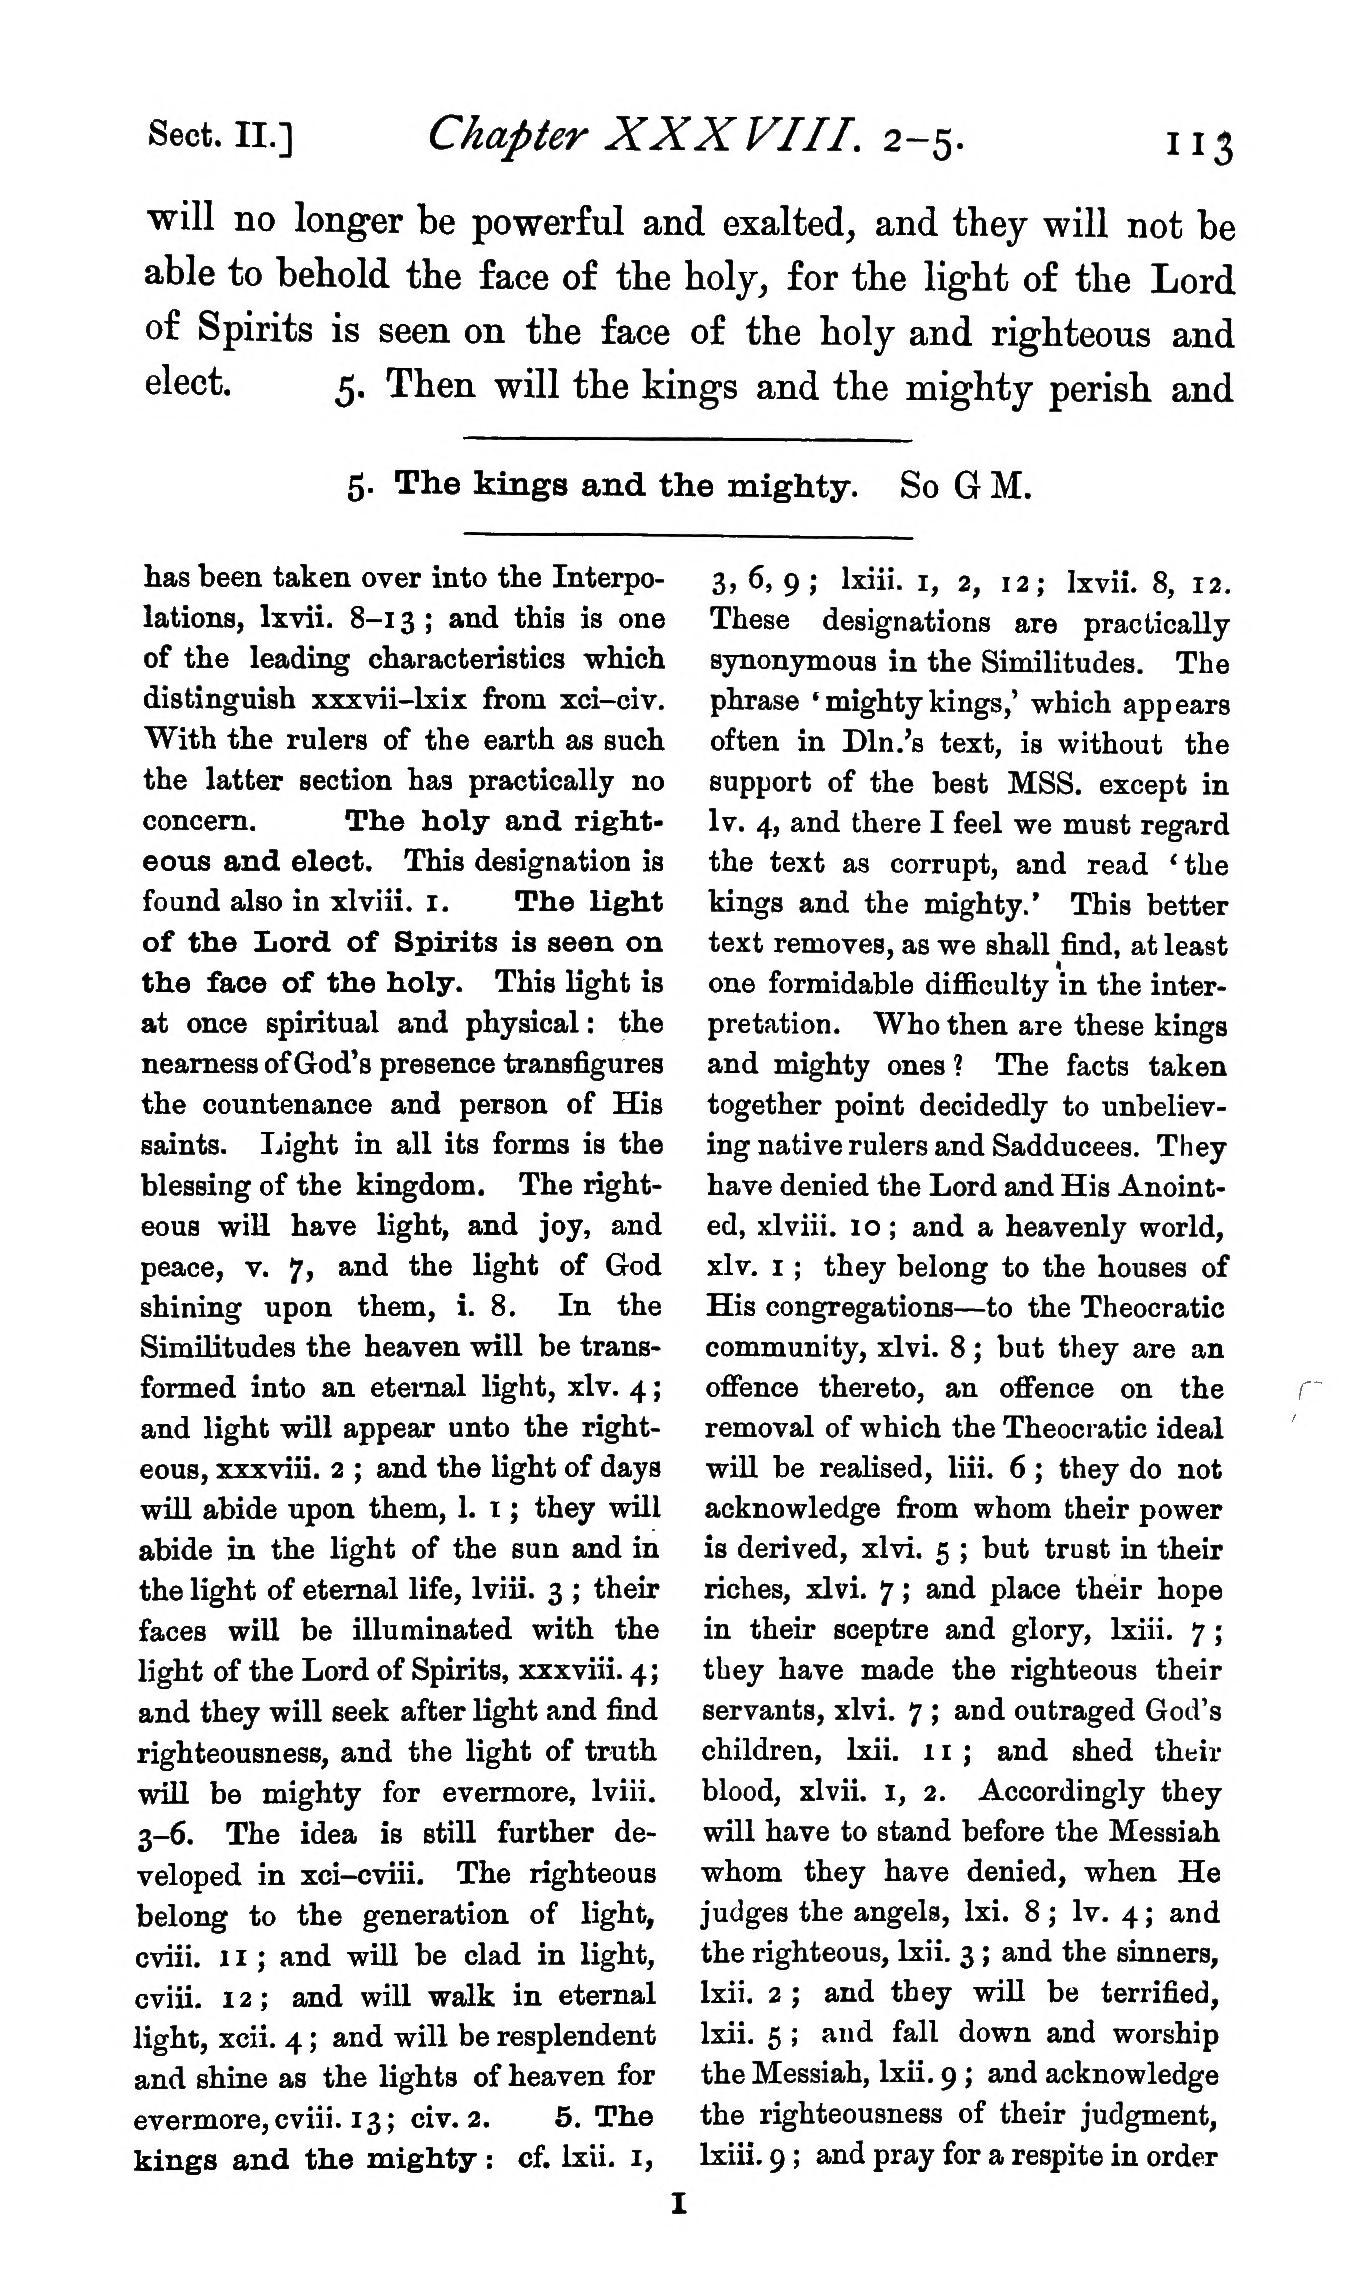 Sect. II.] Chapter XXXVIII. 2–5. 113
will no longer be powerful and exalted, and they will not be
able to behold the face of the holy, for the light of the Lord
of Spirits is seen on the face of the holy and righteous and
elect. 5. Then will the kings and the mighty perish and
5. The kings and the mighty. So G M.
has been taken over into the Interpo-
lations, lxvii. 8–13; and this is one
of the leading characteristics which
distinguish xxxvii–lxix from xci–civ.
With the rulers of the earth as such
the latter section has practically no
concern. The holy and right-
eous and elect. This designation is
found also in xlviii. 1. The light
of the Lord of Spirits is seen on
the face of the holy. This light is
at once spiritual and physical: the
nearness of God's presence transfigures
the countenance and person of His
saints. Light in all its forms is the
blessing of the kingdom. The right-
eous will have light, and joy, and
peace, v. 7, and the light of God
shining upon them, i. 8. In the
Similitudes the heaven will be trans-
formed into an eternal light, xlv. 4;
and light will appear unto the right-
eous, xxxviii. 2; and the light of days
will abide upon them, l. 1; they will
abide in the light of the sun and in
the light of eternal life, lviii. 3; their
faces will be illuminated with the
light of the Lord of Spirits, xxxviii. 4;
and they will seek after light and find
righteousness, and the light of truth
will be mighty for evermore, lviii.
3–6. The idea is still further de-
veloped in xci–cviii. The righteous
belong to the generation of light,
cviii. 11; and will be clad in light,
cviii. 12; and will walk in eternal
light, xcii. 4; and will be resplendent
and shine as the lights of heaven for
evermore, cviii. 13; civ. 2. 5. The
kings and the mighty: cf. lxii. 1,
3, 6, 9; lxiii. 1, 2, 12; lxvii. 8, 12.
These designations are practically
synonymous in the Similitudes. The
phrase 'mighty kings,' which appears
often in Dln.'s text, is without the
support of the best MSS. except in
lv. 4, and there I feel we must regard
the text as corrupt, and read 'the
kings and the mighty.' This better
text removes, as we shall find, at least
one formidable difficulty in the inter-
pretation. Who then are these kings
and mighty ones? The facts taken
together point decidedly to unbeliev-
ing native rulers and Sadducees. They
have denied the Lord and His Anoint-
ed, xlviii. 10; and a heavenly world,
xlv. 1; they belong to the houses of
His congregations—to the Theocratic
community, xlvi. 8; but they are an
offence thereto, an offence on the
removal of which the Theocratic ideal
will be realised, liii. 6; they do not
acknowledge from whom their power
is derived, xlvi. 5; but trust in their
riches, xlvi. 7; and place their hope
in their sceptre and glory, lxiii. 7;
they have made the righteous their
servants, xlvi. 7; and outraged God's
children, lxii. 11; and shed their
blood, xlvii. 1, 2. Accordingly they
will have to stand before the Messiah
whom they have denied, when He
judges the angels, lxi. 8; lv. 4; and
the righteous, lxii. 3; and the sinners,
lxii. 2; and they will be terrified,
lxii. 5; and fall down and worship
the Messiah, lxii. 9; and acknowledge
the righteousness of their judgment,
lxiii. 9; and pray for a respite in order
I